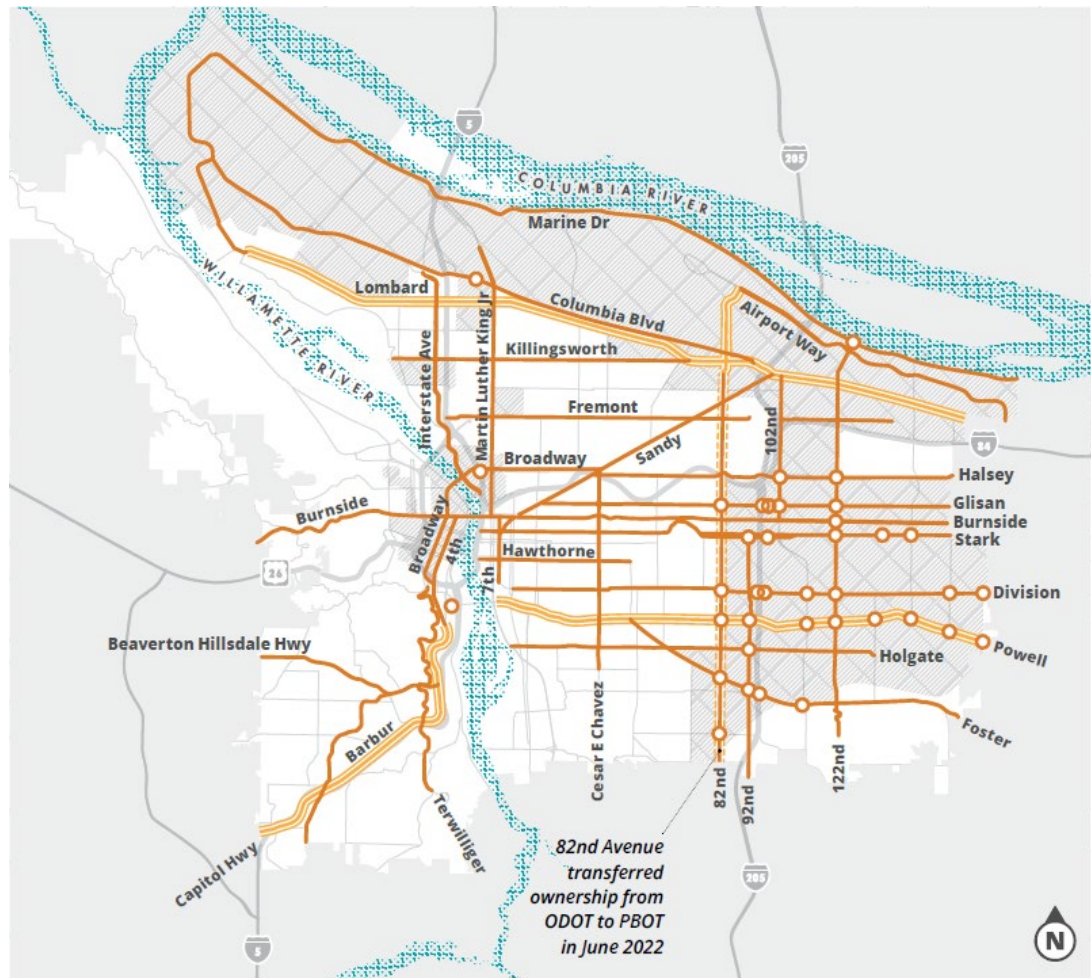 5
205
COLUMBIA RIVER
Marine Dr
WILLAMETTE RIVER
Lombard
Interstate Ave
Martin Luther King Jr
Columbia Blvd
Airport Way
Killingsworth
Fremont
Sandy
102nd
84
Broadway
Halsey
Glisan
Burnside
Burnside
Stark
Broadway
4th
7th
Hawthorne
26
Division
Beaverton Hillsdale Hwy
Powell
Holgate
Foster
Barbur
Cesar E Chavez
82nd
92nd
122nd
Terwilliger
Capitol Hwy
82nd Avenue
transferred
ownership from
ODOT to PBOT
in June 2022
205
5
N